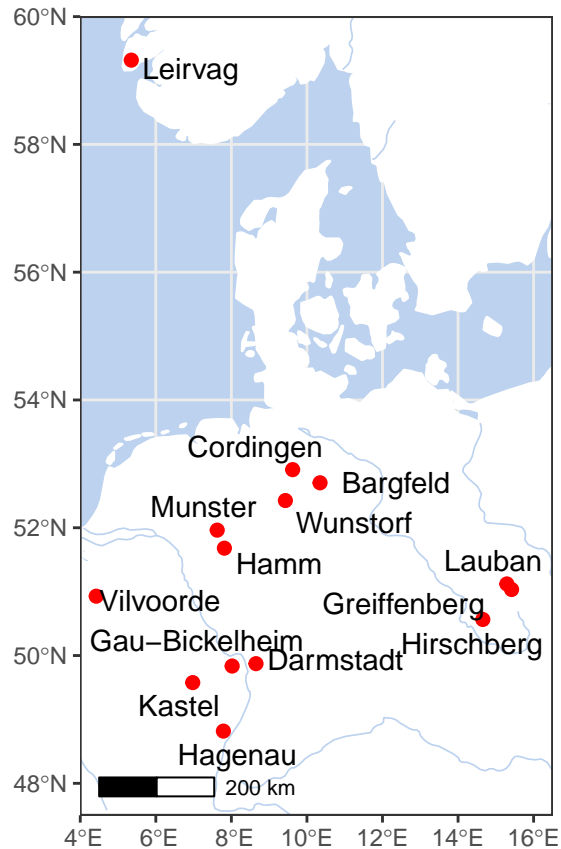 60°N
Leirvag
58°N
56°N
54°N
Cordingen
Bargfeld
Munster
Wunstorf
52°N
Hamm
Lauban
Vilvoorde
Greiffenberg
Gau−Bickelheim
Hirschberg
50°N
Darmstadt
Kastel
Hagenau
48°N
200 km
4°E 6°E 8°E 10°E 12°E 14°E 16°E